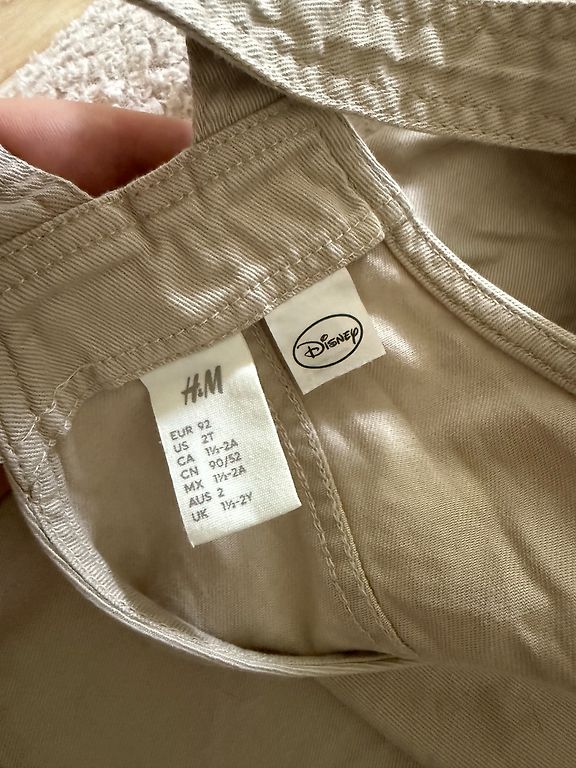 H&M
EUR 92
US 2T
CA 1½-2A
CN 90/52
MX 1½-2A
AUS 2
UK 1½-2Y
Disney